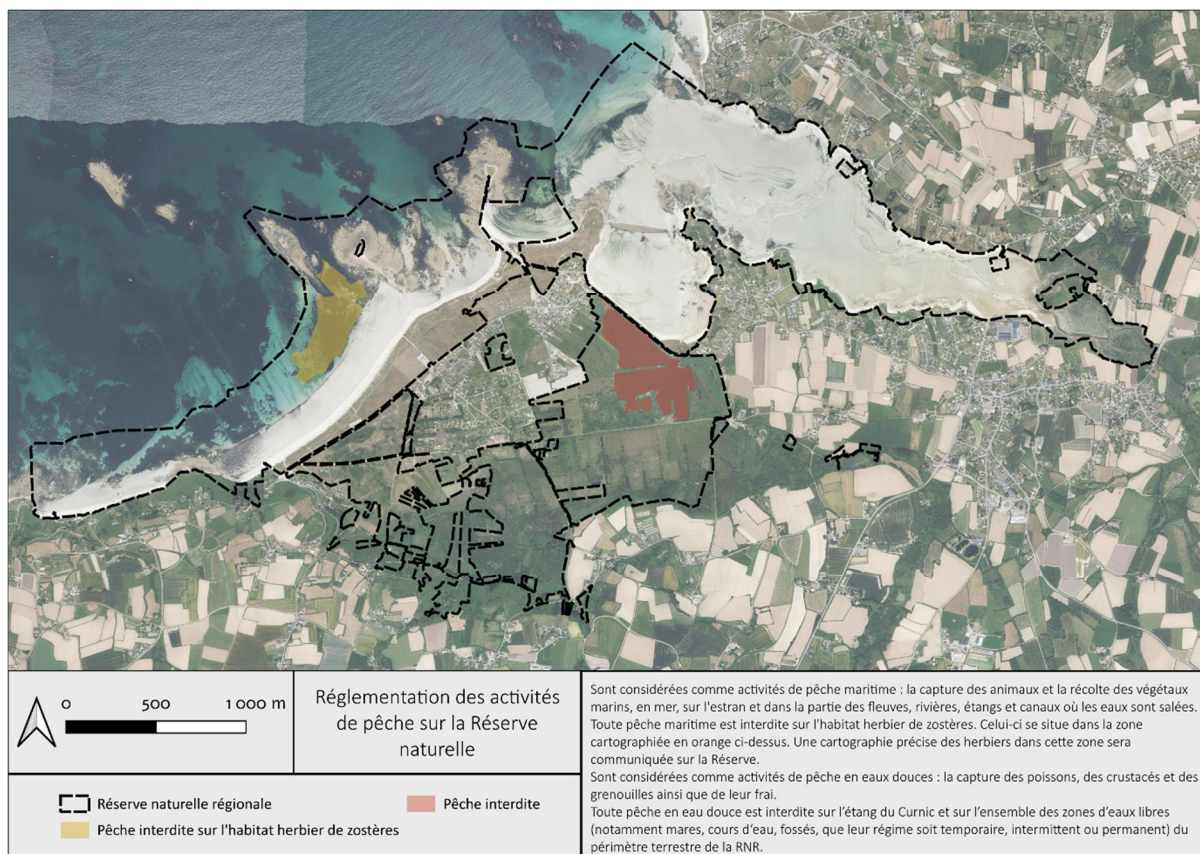 0 500 1 000 m
Réglementation des activités
de pêche sur la Réserve
naturelle
Réserve naturelle régionale
Pêche interdite
Pêche interdite sur l'habitat herbier de zostères
Sont considérées comme activités de pêche maritime : la capture des animaux et la récolte des végétaux
marins, en mer, sur l'estran et dans la partie des fleuves, rivières, étangs et canaux où les eaux sont salées.
Toute pêche maritime est interdite sur l'habitat herbier de zostères. Celui-ci se situe dans la zone
cartographiée en orange ci-dessus. Une cartographie précise des herbiers dans cette zone sera
communiquée sur la Réserve.
Sont considérées comme activités de pêche en eaux douces : la capture des poissons, des crustacés et des
grenouilles ainsi que de leur frai.
Toute pêche en eau douce est interdite sur l'étang du Curnic et sur l'ensemble des zones d'eaux libres
(notamment mares, cours d'eau, fossés, que leur régime soit temporaire, intermittent ou permanent) du
périmètre terrestre de la RNR.